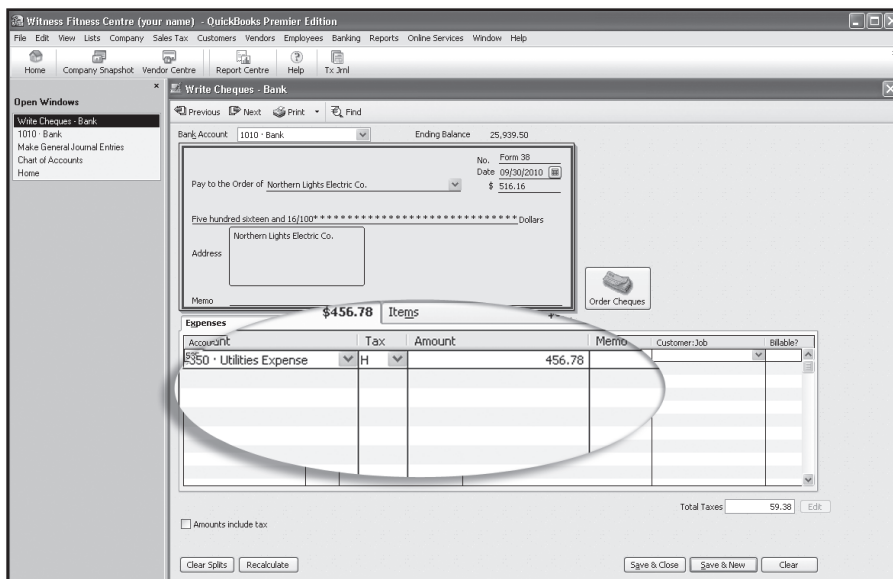 Witness Fitness Centre (your name) - QuickBooks Premier Edition
File Edit View Lists Company Sales Tax Customers Vendors Employees Banking Reports Online Services Window Help
Home Company Snapshot Vendor Centre Report Centre Help Tx Jrnl
Open Windows
Write Cheques - Bank
1010 · Bank
Make General Journal Entries
Chart of Accounts
Home
Write Cheques - Bank
Previous Next Print Find
Bank Account 1010 · Bank Ending Balance 25,939.50
No. Form 38
Date 09/30/2010
Pay to the Order of Northern Lights Electric Co. $ 516.16
Five hundred sixteen and 16/100* * * * * * * * * * * * * * * * * * * * * * * * * * * * * * * * Dollars
Northern Lights Electric Co.
Address
Memo
Order Cheques
Expenses $456.78 Items
Account Tax Amount Memo Customer:Job Billable?
5350 · Utilities Expense H 456.78
Total Taxes 59.38 Edit
Amounts include tax
Clear Splits Recalculate Save & Close Save & New Clear